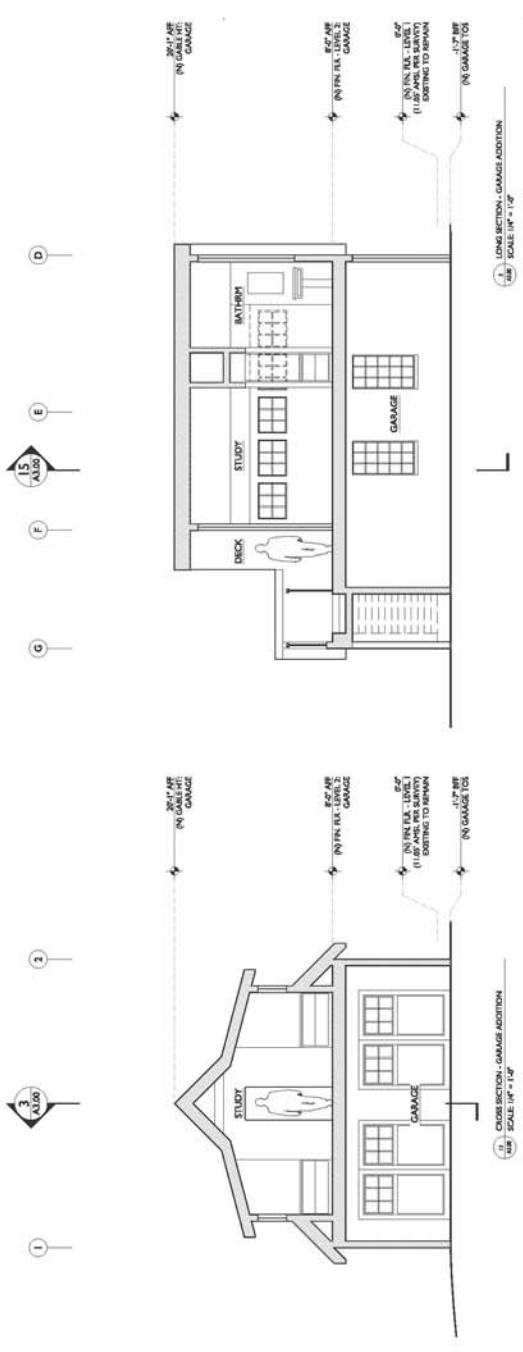 1
3
A3.00
2
STUDY
GARAGE
20'-1" AFF
(N) GABLE HT:
GARAGE
8'-0" AFF
(N) FIN. FLR. - LEVEL 2:
GARAGE
0'-0"
(N) FIN. FLR. - LEVEL 1
(11.05' AMSL PER SURVEY)
EXISTING TO REMAIN
-1'-7" BFF
(N) GARAGE TOS
CROSS SECTION - GARAGE ADDITION
SCALE: 1/4" = 1'-0"
G
F
15
A3.00
E
D
DECK
STUDY
BATHRM
GARAGE
20'-1" AFF
(N) GABLE HT:
GARAGE
8'-0" AFF
(N) FIN. FLR. - LEVEL 2:
GARAGE
0'-0"
(N) FIN. FLR. - LEVEL 1
(11.05' AMSL PER SURVEY)
EXISTING TO REMAIN
-1'-7" BFF
(N) GARAGE TOS
3
LONG SECTION - GARAGE ADDITION
SCALE: 1/4" = 1'-0"